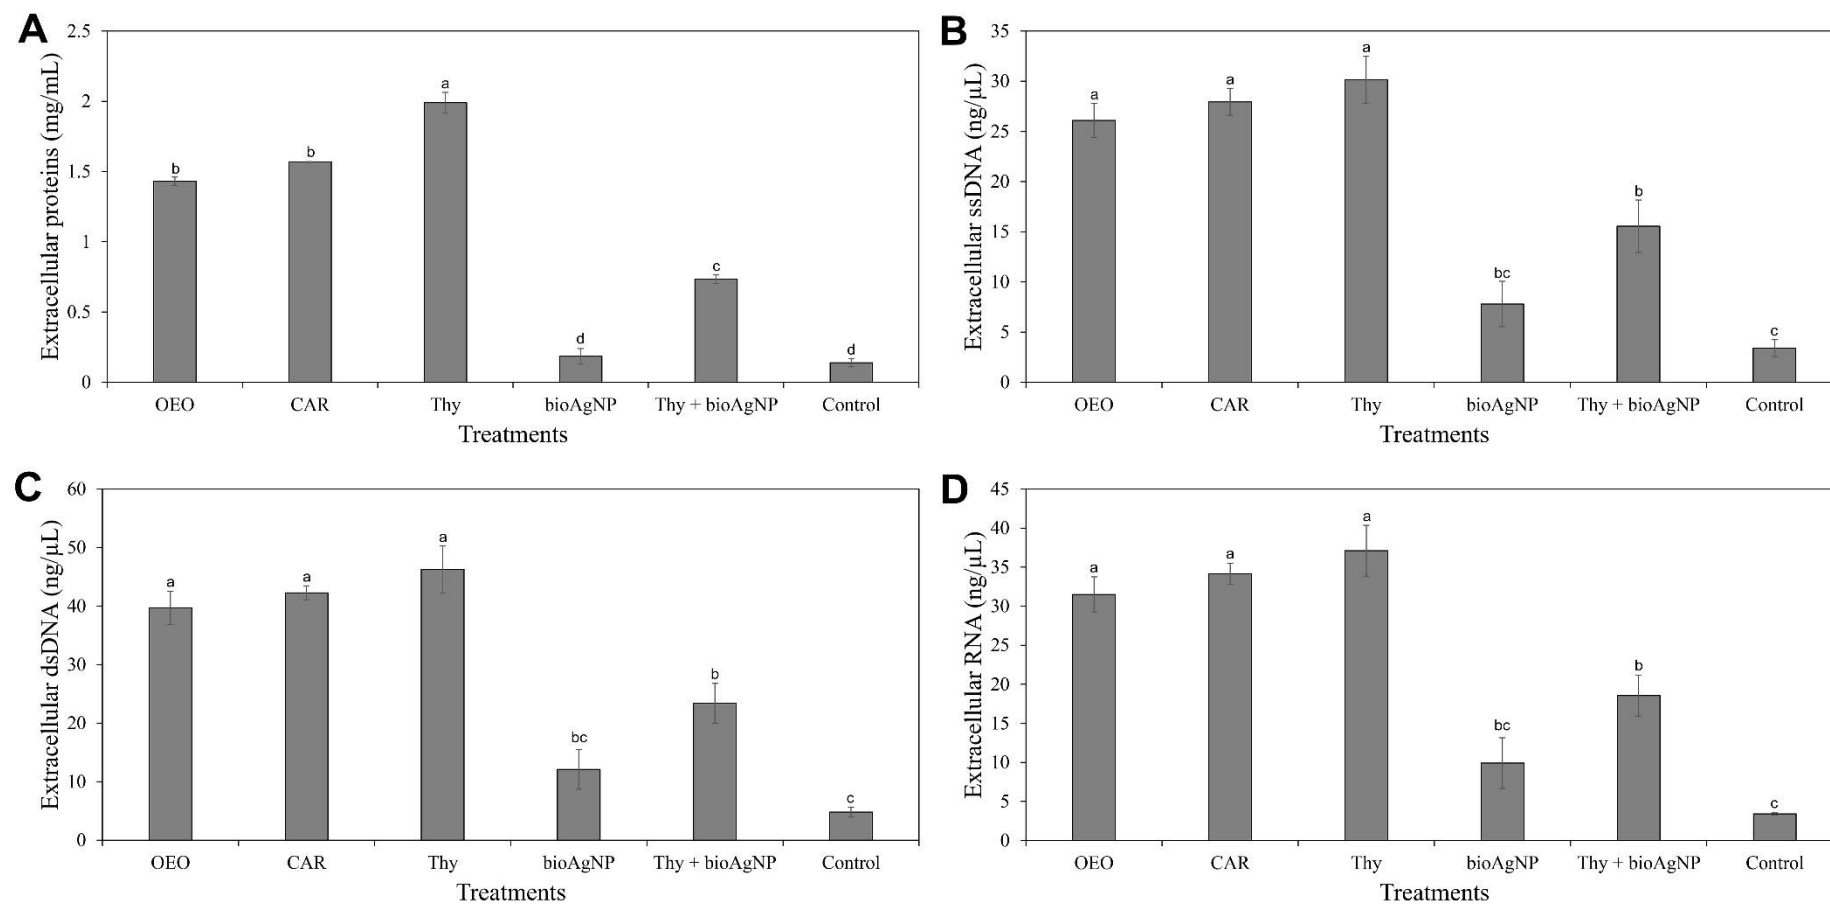 A
Extracellular proteins (mg/mL)
2.5
2
1.5
1
0.5
0
b
b
a
d
c
d
OEO CAR Thy bioAgNP Thy + bioAgNP Control
Treatments
B
Extracellular ssDNA (ng/µL)
35
30
25
20
15
10
5
0
a
a
a
bc
b
c
OEO CAR Thy bioAgNP Thy + bioAgNP Control
Treatments
C
Extracellular dsDNA (ng/µL)
60
50
40
30
20
10
0
a
a
a
bc
b
c
OEO CAR Thy bioAgNP Thy + bioAgNP Control
Treatments
D
Extracellular RNA (ng/µL)
45
40
35
30
25
20
15
10
5
0
a
a
a
bc
b
c
OEO CAR Thy bioAgNP Thy + bioAgNP Control
Treatments